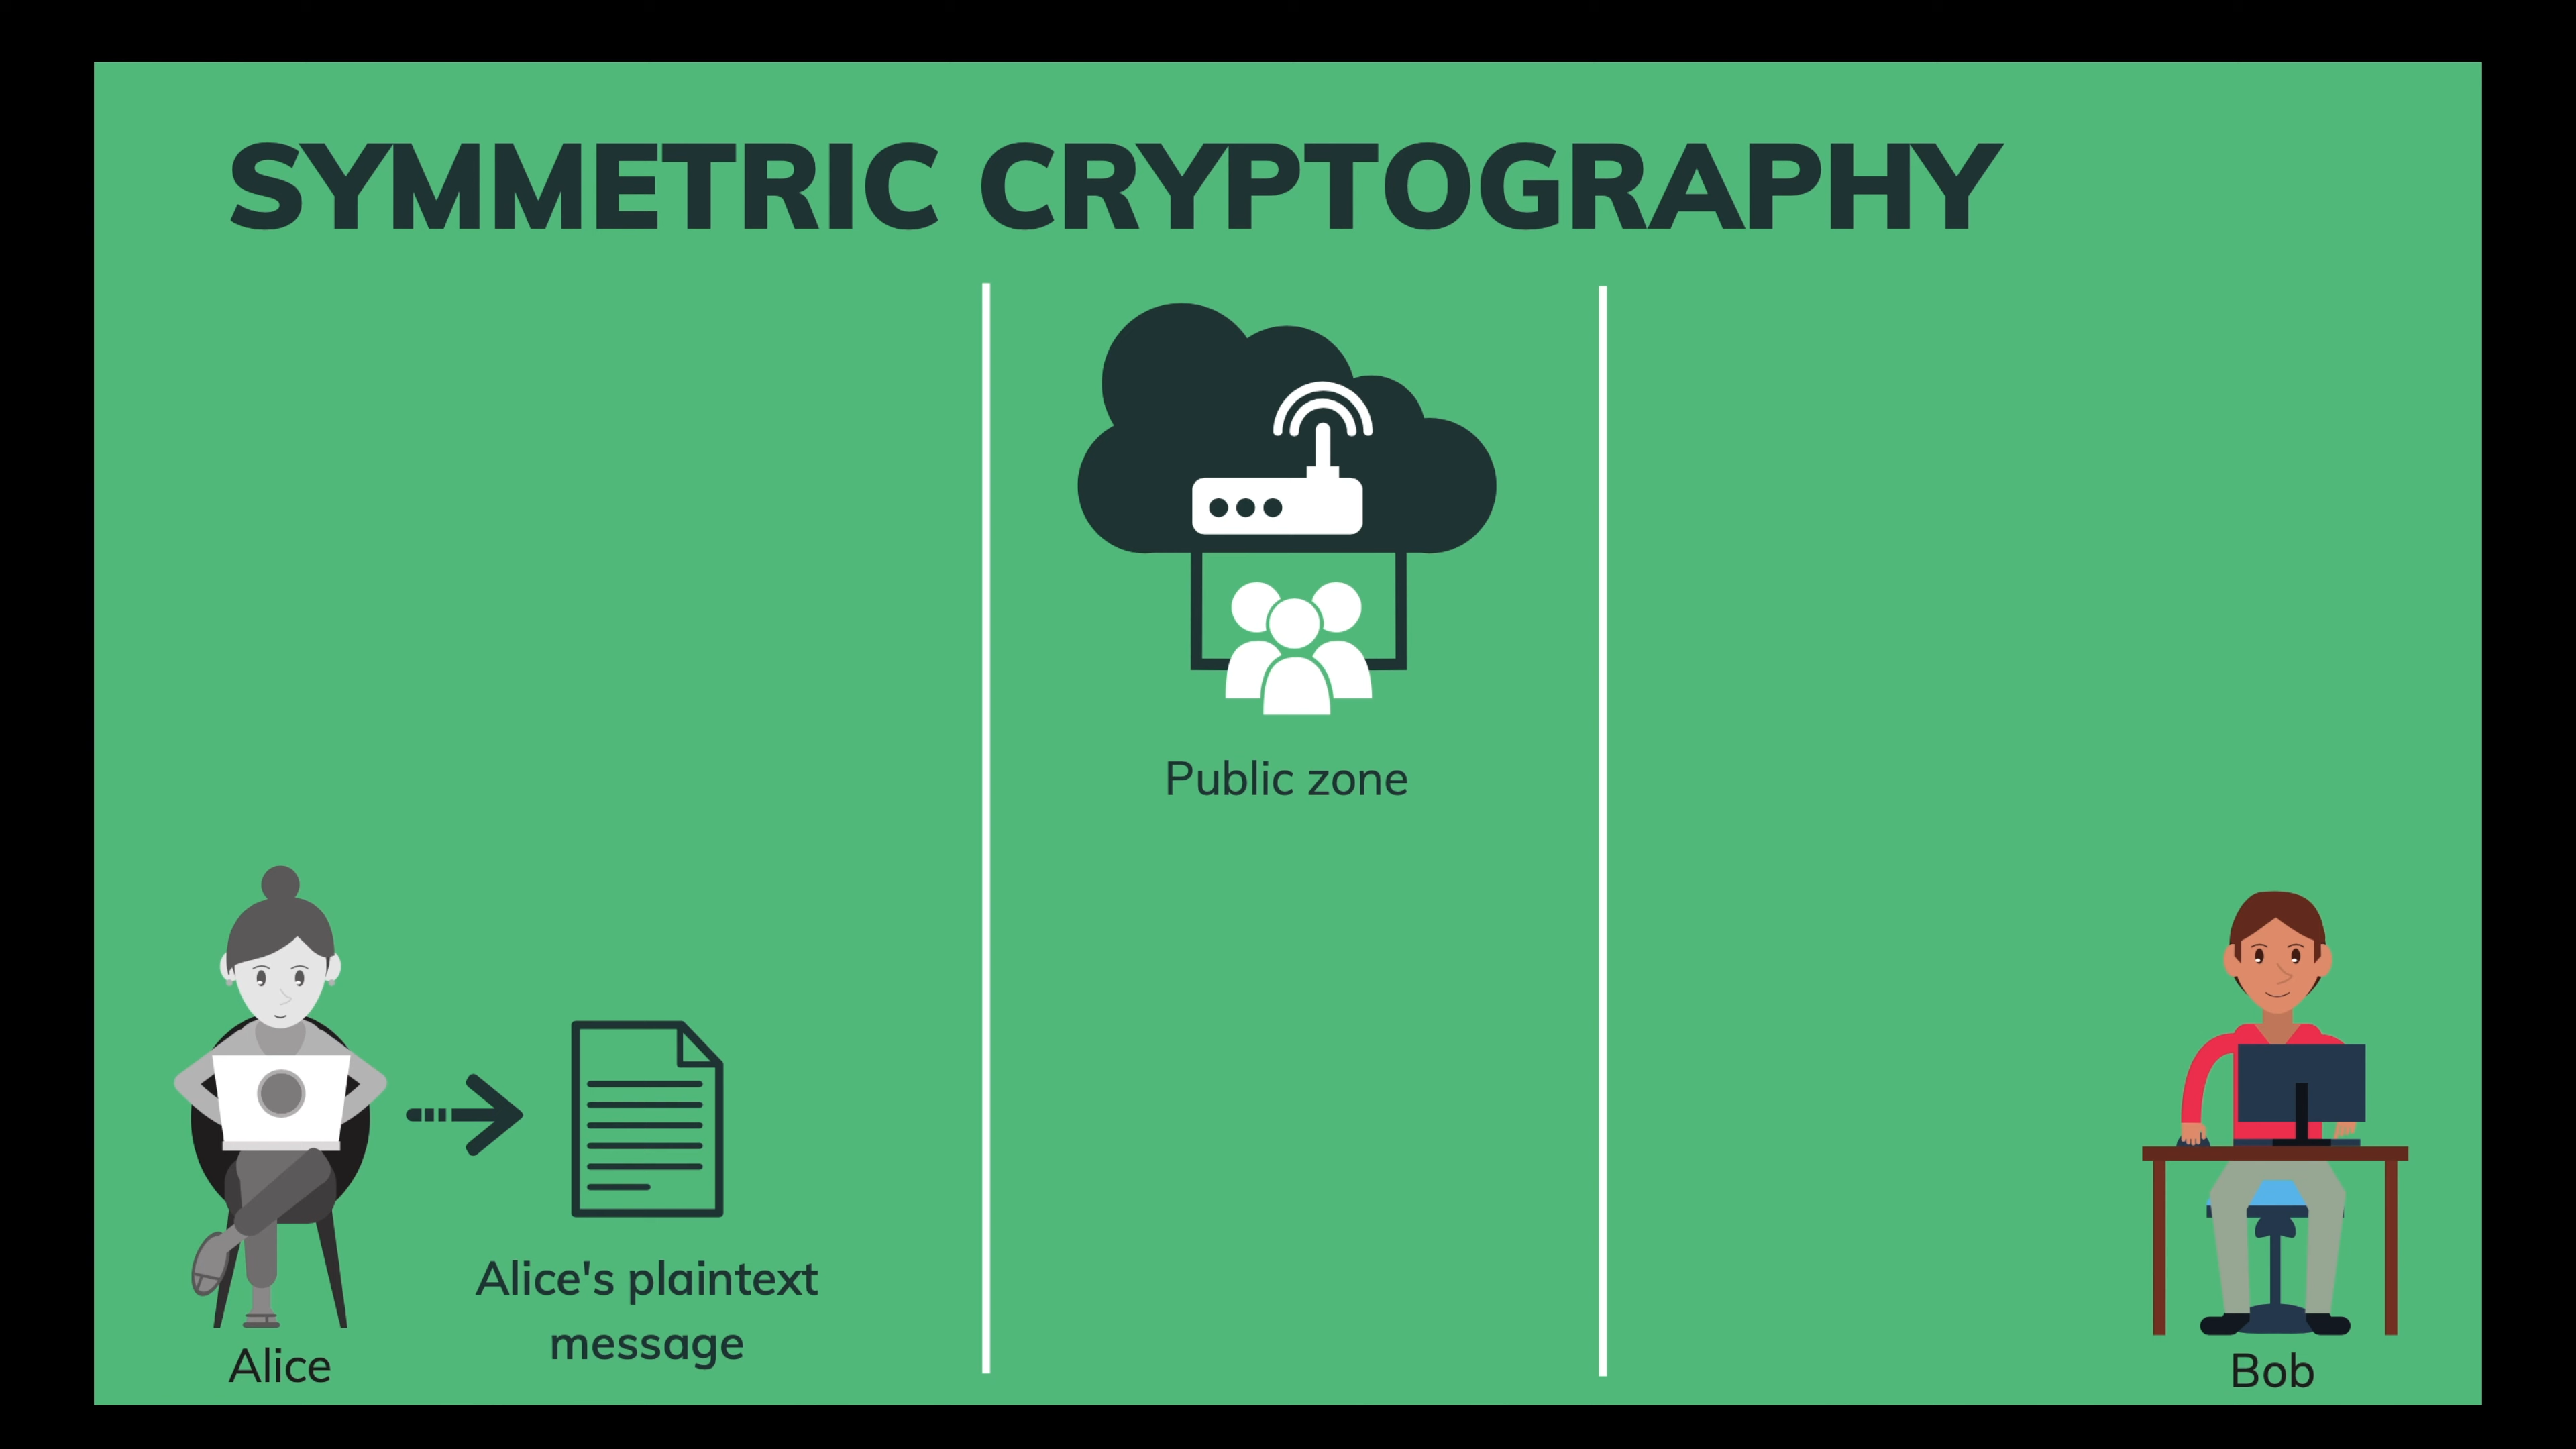 SYMMETRIC CRYPTOGRAPHY
Public zone
Alice's plaintext
message
Alice
Bob